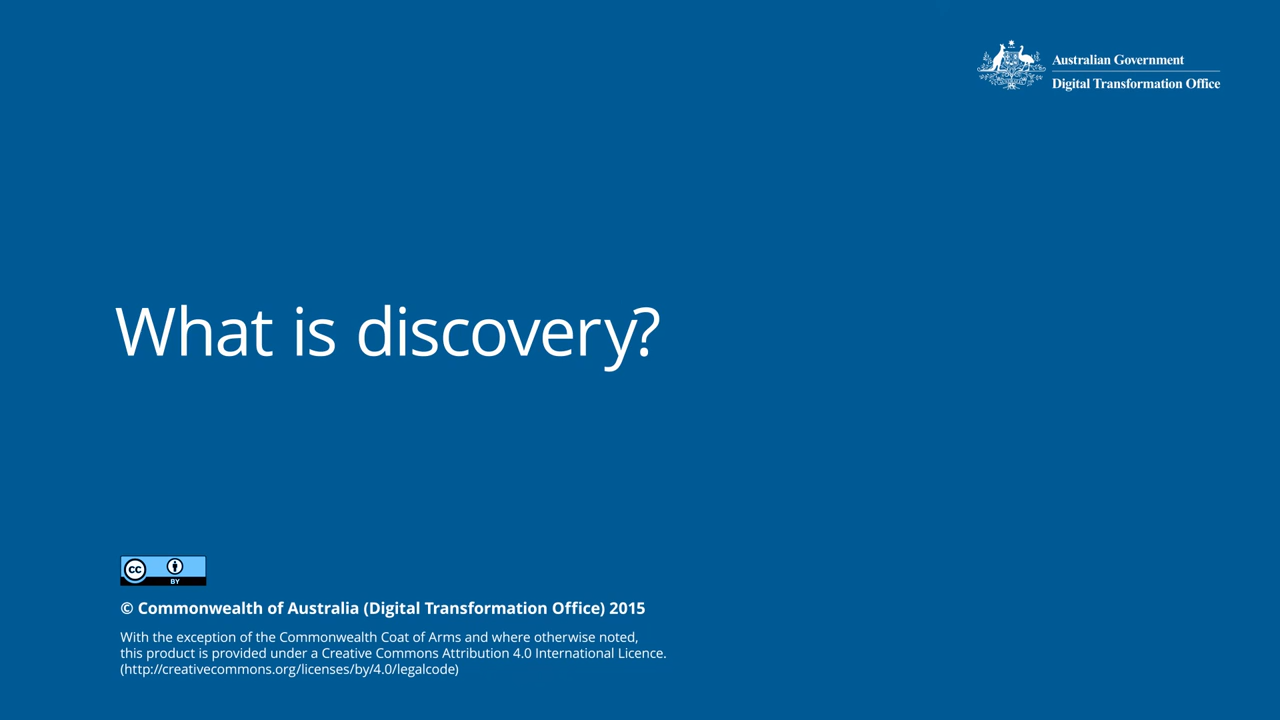 Australian Government
Digital Transformation Office
What is discovery?
cc
BY
© Commonwealth of Australia (Digital Transformation Office) 2015
With the exception of the Commonwealth Coat of Arms and where otherwise noted,
this product is provided under a Creative Commons Attribution 4.0 International Licence.
(http://creativecommons.org/licenses/by/4.0/legalcode)